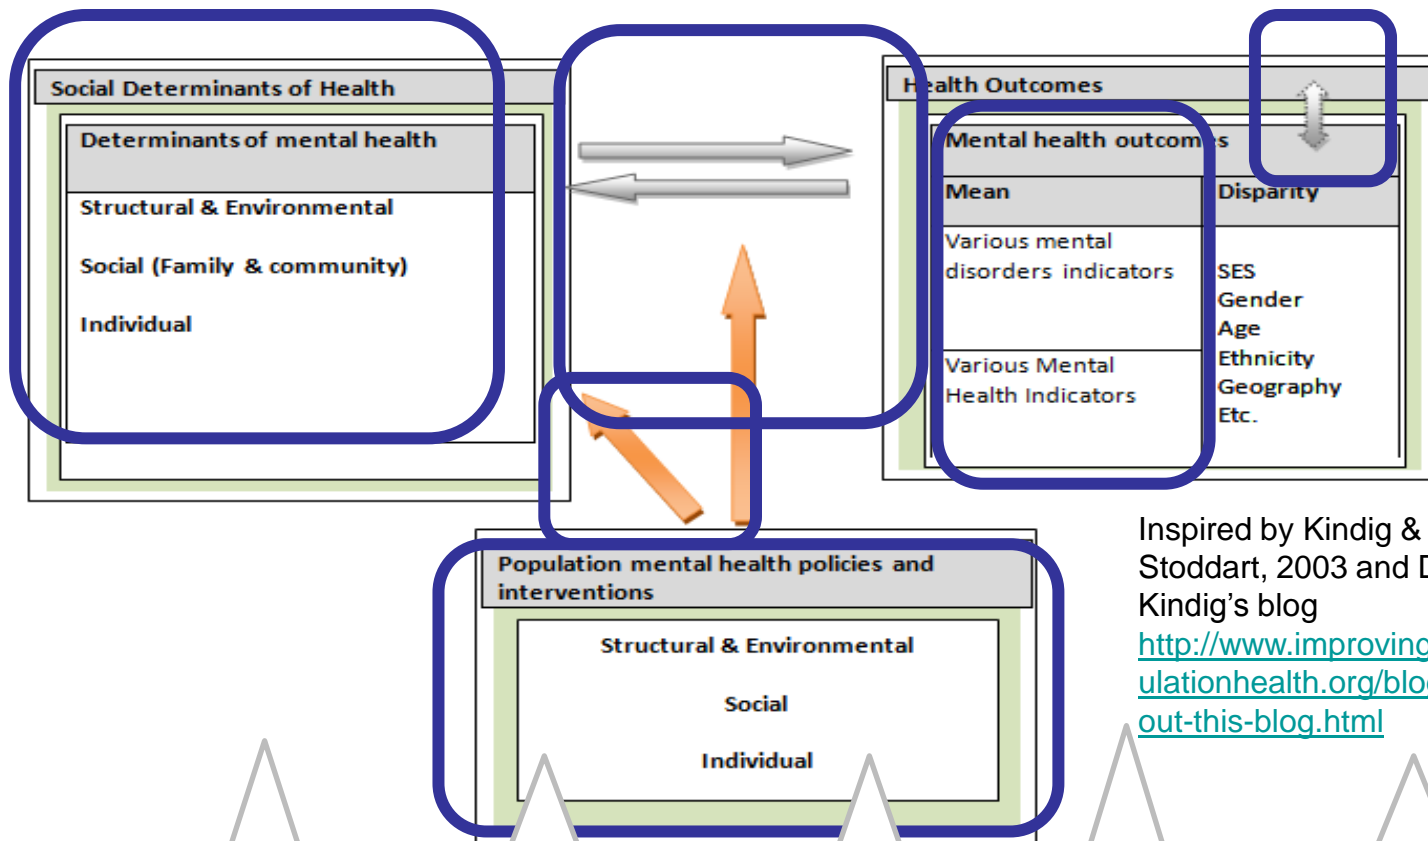 Social Determinants of Health
Determinants of mental health
Structural & Environmental
Social (Family & community)
Individual
Health Outcomes
Mental health outcomes
Mean
Disparity
Various mental
disorders indicators
Various Mental
Health Indicators
SES
Gender
Age
Ethnicity
Geography
Etc.
Population mental health policies and
interventions
Structural & Environmental
Social
Individual
Inspired by Kindig &
Stoddart, 2003 and
Kindig’s blog
http://www.improving
ulationhealth.org/blo
out-this-blog.html